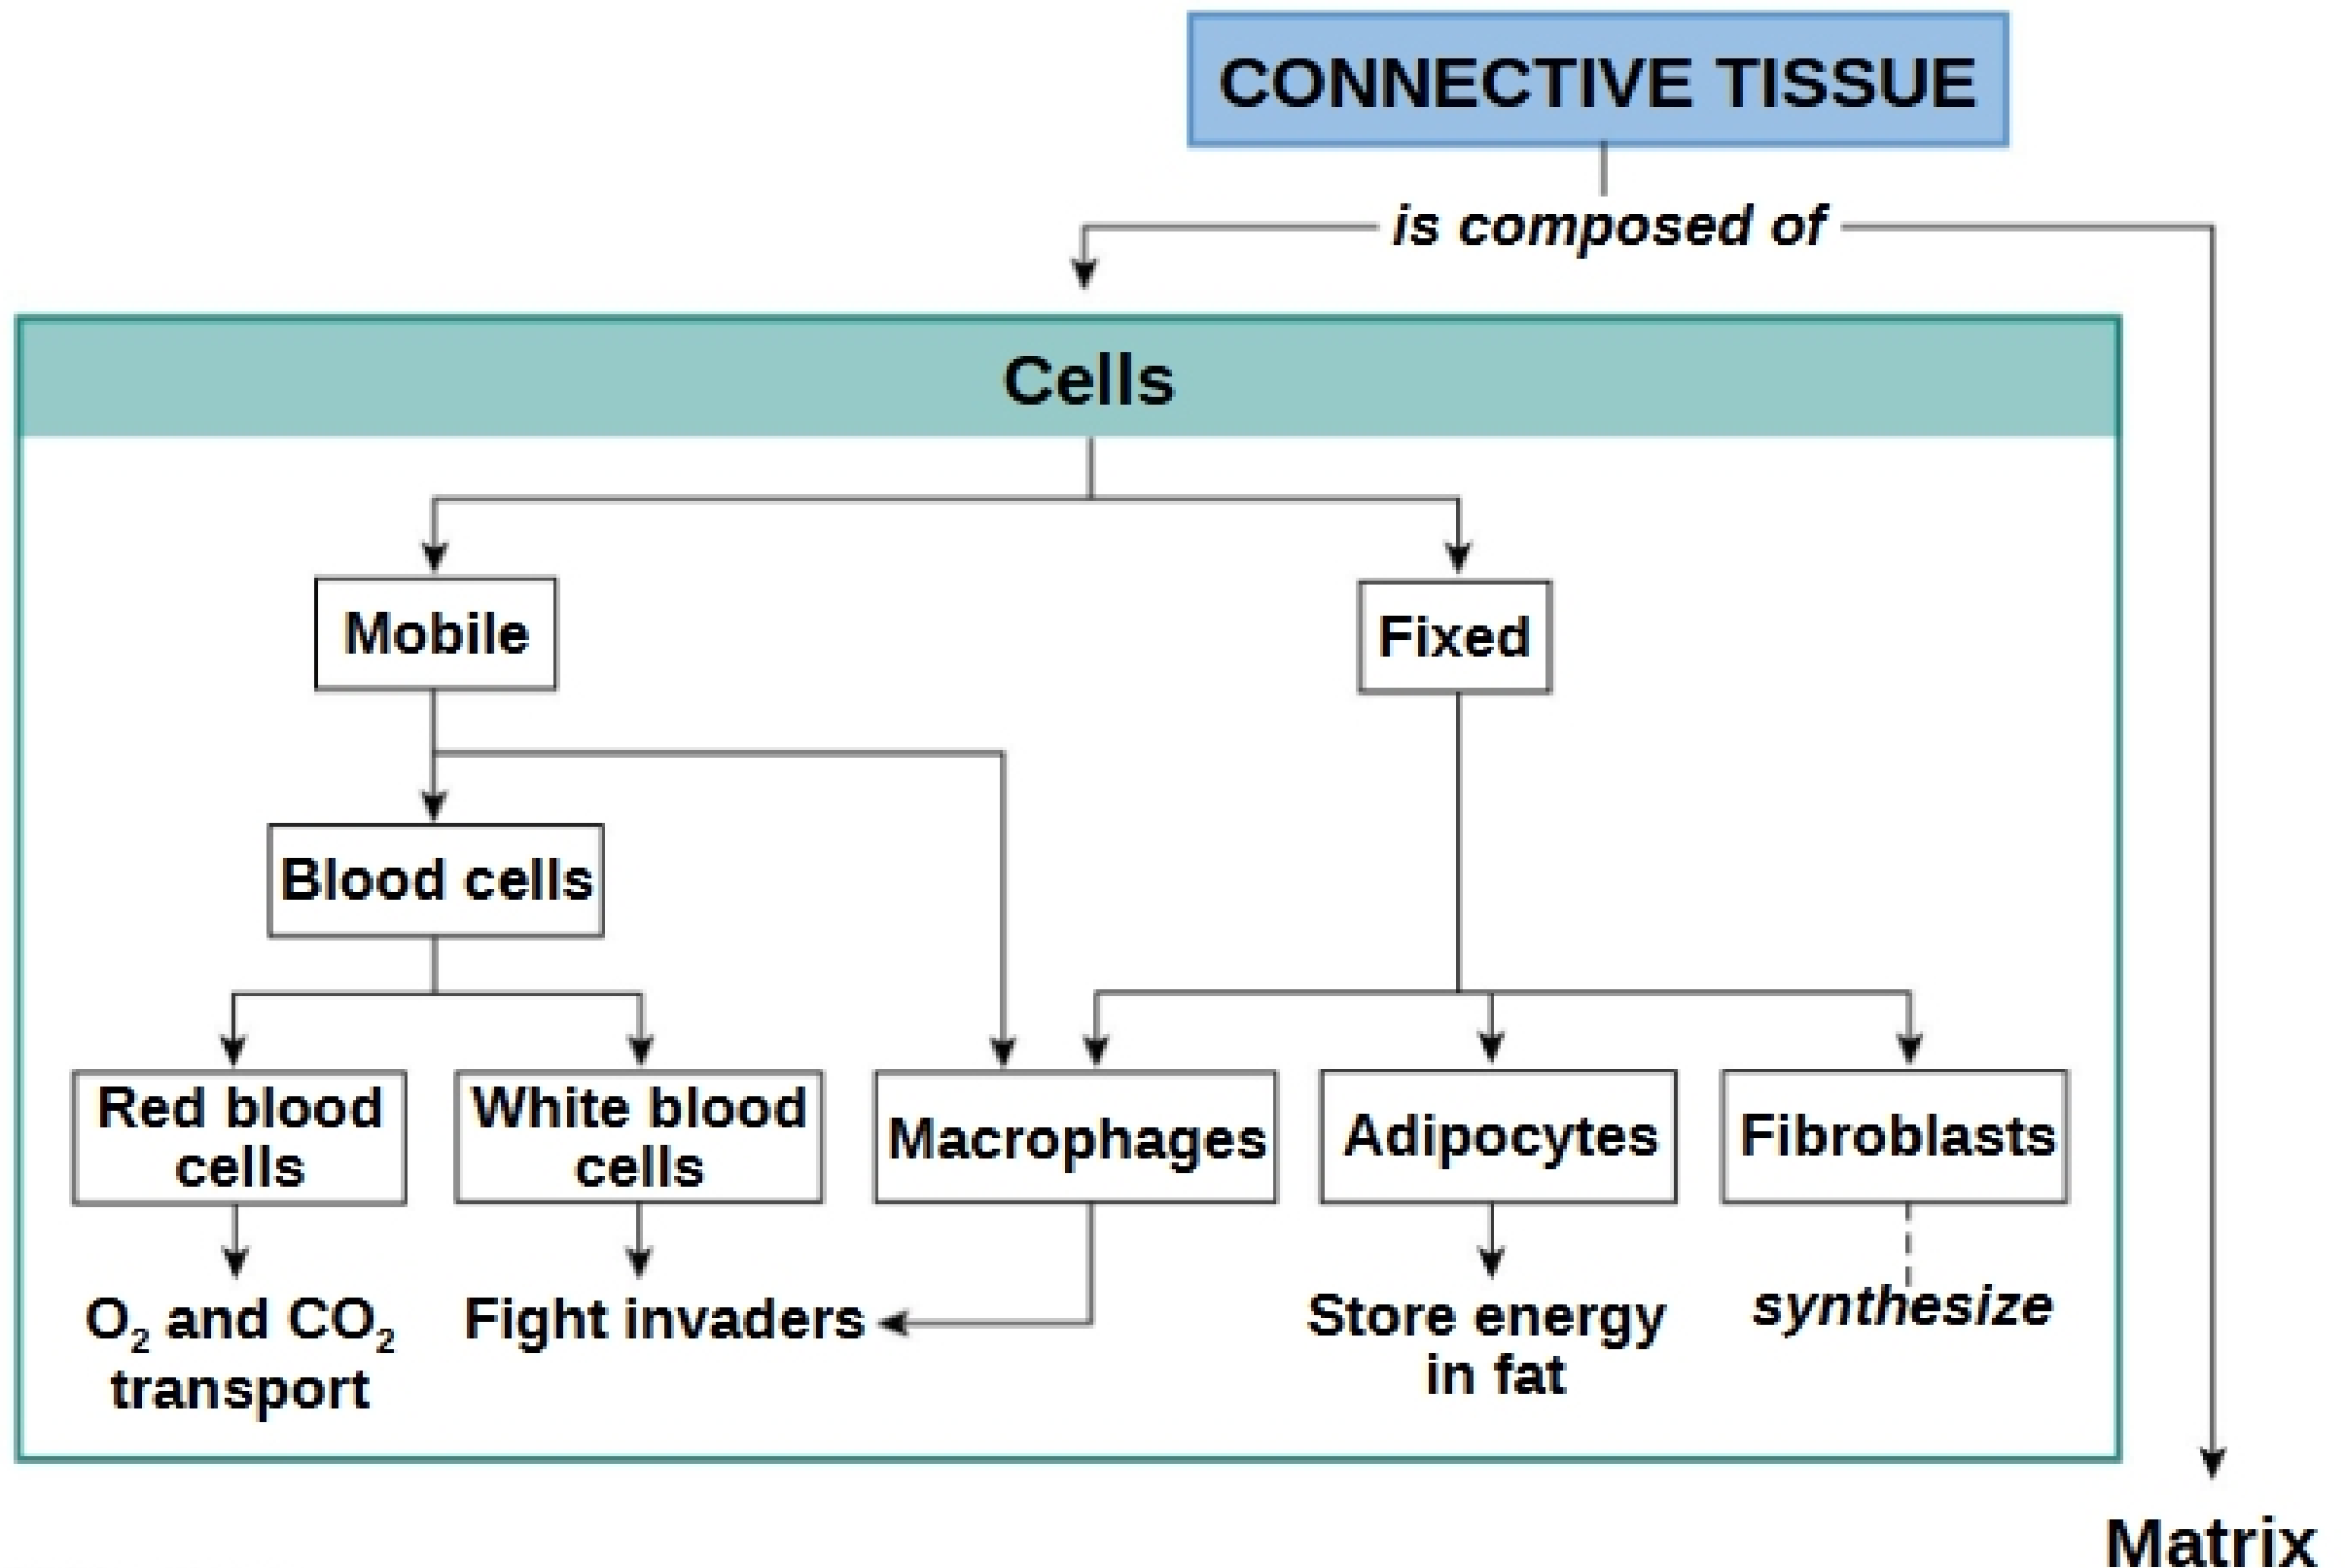 CONNECTIVE TISSUE
is composed of
Cells
Mobile
Fixed
Blood cells
Red blood
cells
White blood
cells
Macrophages
Adipocytes
Fibroblasts
O₂ and CO₂
transport
Fight invaders
Store energy
in fat
synthesize
Matrix